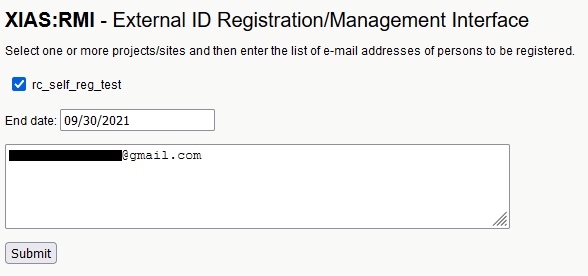 XIAS:RMI - External ID Registration/Management Interface
Select one or more projects/sites and then enter the list of e-mail addresses of persons to be registered.
rc_self_reg_test
End date: 09/30/2021
@gmail.com
Submit